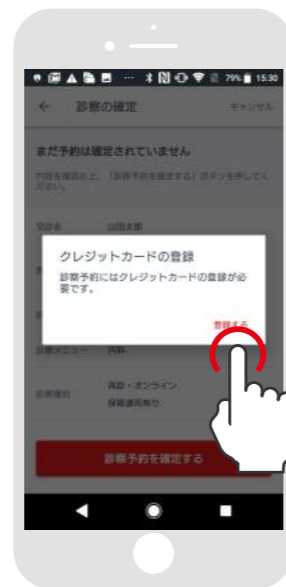 79% 15:30
← 診察の確定 キャンセル
まだ予約は確定されていません
内容を確認の上、「診察予約を確定する」ボタンを押してください。
受診者 山田太郎
クレジットカードの登録
診察予約にはクレジットカードの登録が必
要です。
登録する
診療メニュー 内科
診療種別 再診・オンライン
保険適用有り
診察予約を確定する